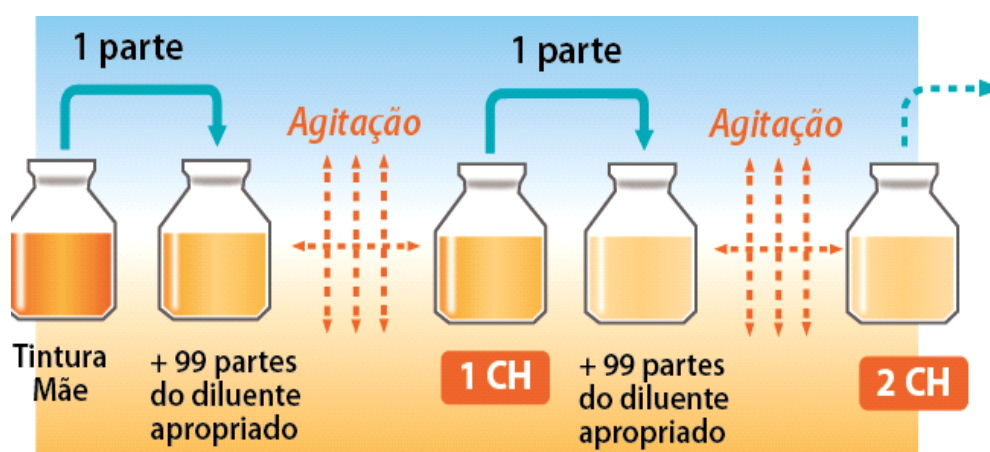 1 parte
1 parte
Agitação
Agitação
Tintura
Mãe
+ 99 partes
do diluente
apropriado
1 CH
+ 99 partes
do diluente
apropriado
2 CH